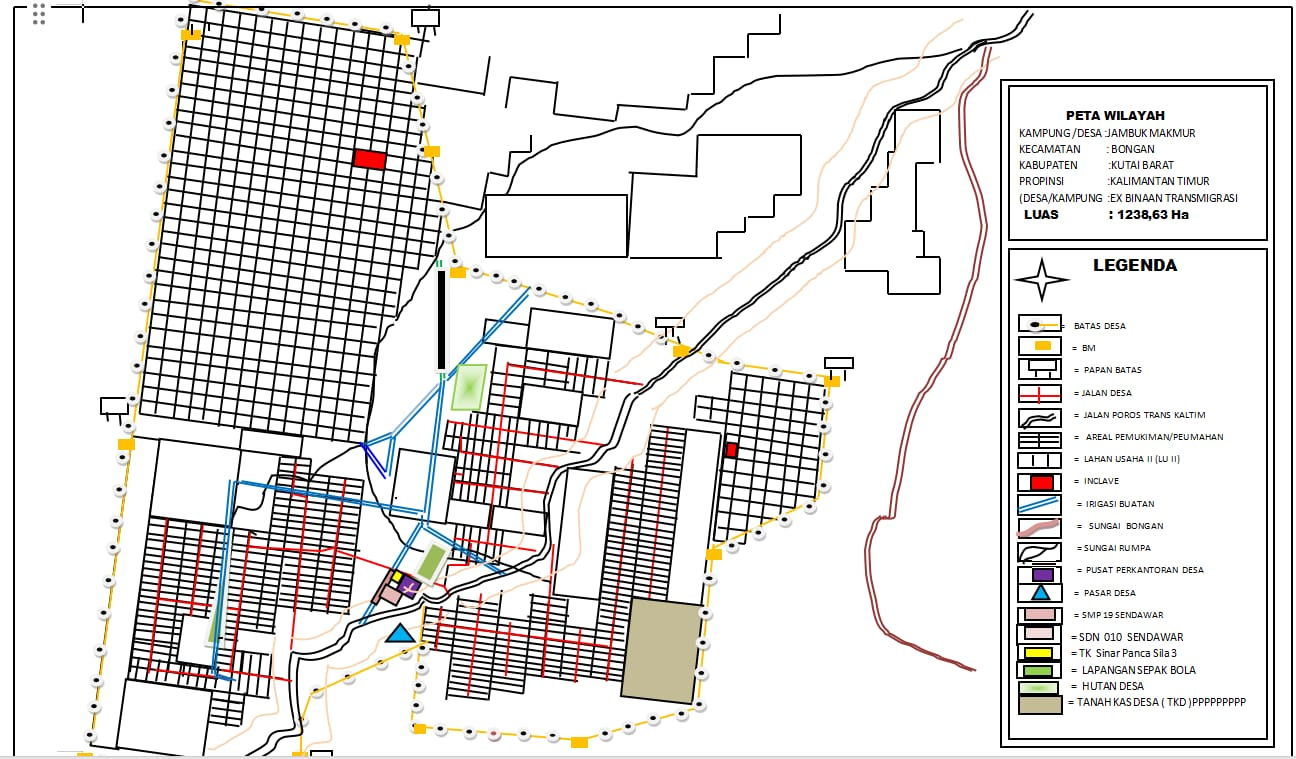 PETA WILAYAH
KAMPUNG /DESA :JAMBUK MAKMUR
KECAMATAN : BONGAN
KABUPATEN :KUTAI BARAT
PROPINSI :KALIMANTAN TIMUR
(DESA/KAMPUNG :EX BINAAN TRANSMIGRASI
LUAS : 1238,63 Ha
LEGENDA
= BATAS DESA
= BM
= PAPAN BATAS
= JALAN DESA
= JALAN POROS TRANS KALTIM
= AREAL PEMUKIMAN/PEUMAHAN
= LAHAN USAHA II (LU II)
= INCLAVE
= IRIGASI BUATAN
= SUNGAI BONGAN
= SUNGAI RUMPA
= PUSAT PERKANTORAN DESA
= PASAR DESA
= SMP 19 SENDAWAR
= SDN 010 SENDAWAR
= TK Sinar Panca Sila 3
= LAPANGAN SEPAK BOLA
= HUTAN DESA
= TANAH KAS DESA ( TKD )PPPPPPPPP